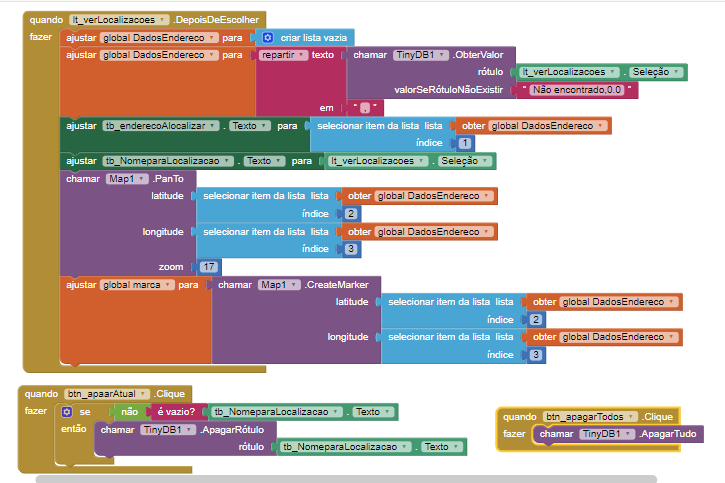 quando lt_verLocalizacoes .DepoisDeEscolher
fazer ajustar global DadosEndereco para criar lista vazia
ajustar global DadosEndereco para repartir texto chamar TinyDB1 .ObterValor
rótulo lt_verLocalizacoes . Seleção
valorSeRótuloNãoExistir " Não encontrado,0,0 "
em " , "
ajustar tb_enderecoAlocalizar . Texto para selecionar item da lista lista obter global DadosEndereco
índice 1
ajustar tb_NomeparaLocalizacao . Texto para lt_verLocalizacoes . Seleção
chamar Map1 .PanTo
latitude selecionar item da lista lista obter global DadosEndereco
índice 2
longitude selecionar item da lista lista obter global DadosEndereco
índice 3
zoom 17
ajustar global marca para chamar Map1 .CreateMarker
latitude selecionar item da lista lista obter global DadosEndereco
índice 2
longitude selecionar item da lista lista obter global DadosEndereco
índice 3
quando btn_apaarAtual .Clique
fazer se não é vazio? tb_NomeparaLocalizacao . Texto
então chamar TinyDB1 .ApagarRótulo
rótulo tb_NomeparaLocalizacao . Texto
quando btn_apagarTodos .Clique
fazer chamar TinyDB1 .ApagarTudo